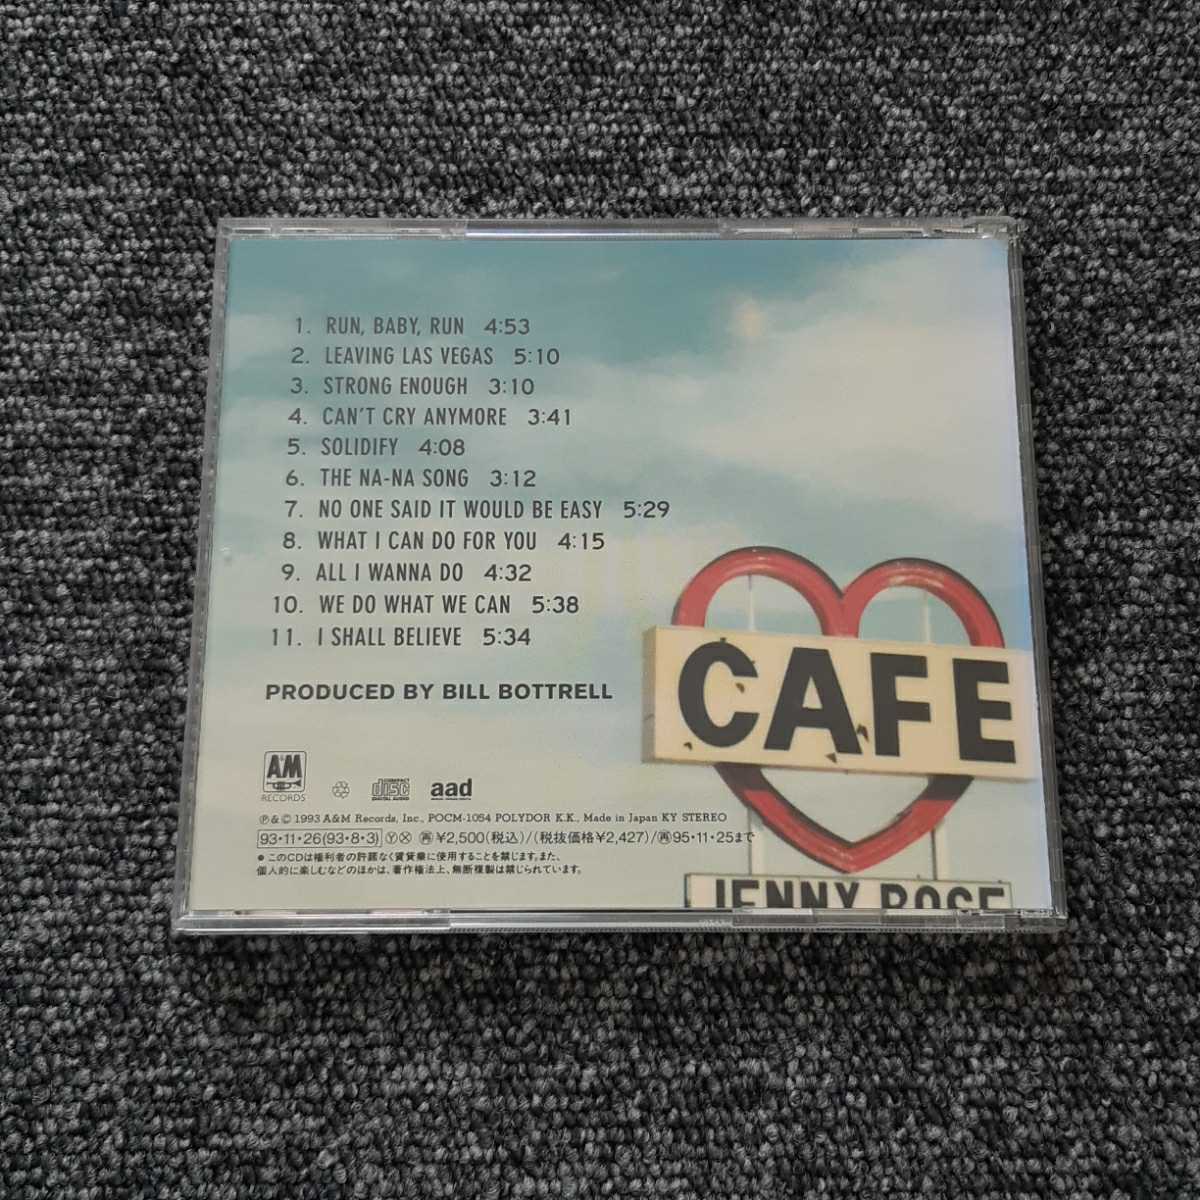 1. RUN, BABY, RUN 4:53
2. LEAVING LAS VEGAS 5:10
3. STRONG ENOUGH 3:10
4. CAN'T CRY ANYMORE 3:41
5. SOLIDIFY 4:08
6. THE NA-NA SONG 3:12
7. NO ONE SAID IT WOULD BE EASY 5:29
8. WHAT I CAN DO FOR YOU 4:15
9. ALL I WANNA DO 4:32
10. WE DO WHAT WE CAN 5:38
11. I SHALL BELIEVE 5:34
PRODUCED BY BILL BOTTRELL
CAFE
JENNY ROSE
A&M
RECORDS
COMPACT
disc
DIGITAL AUDIO
aad
Ⓟ & © 1993 A&M Records, Inc., POCM-1054 POLYDOR K.K., Made in Japan KY STEREO
93·11·26(93·8·3) Ⓨ Ⓧ ㊞¥2,500(税込)/(税抜価格¥2,427)/㊞95·11·25まで
● このCDは権利者の許諾なく賃貸業に使用することを禁じます。また、
個人的に楽しむなどのほかは、著作権法上、無断複製は禁じられています。